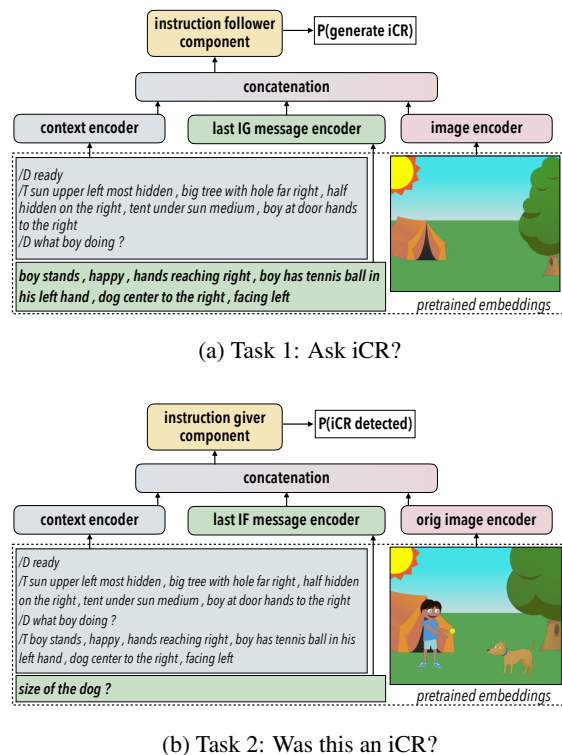 instruction follower
component
P(generate iCR)
concatenation
context encoder
last IG message encoder
image encoder
/D ready
/T sun upper left most hidden , big tree with hole far right , half
hidden on the right , tent under sun medium , boy at door hands
to the right
/D what boy doing ?
boy stands , happy , hands reaching right , boy has tennis ball in
his left hand , dog center to the right , facing left
pretrained embeddings
(a) Task 1: Ask iCR?
instruction giver
component
P(iCR detected)
concatenation
context encoder
last IF message encoder
orig image encoder
/D ready
/T sun upper left most hidden , big tree with hole far right , half hidden
on the right , tent under sun medium , boy at door hands to the right
/D what boy doing ?
/T boy stands , happy , hands reaching right , boy has tennis ball in his
left hand , dog center to the right , facing left
size of the dog ?
pretrained embeddings
(b) Task 2: Was this an iCR?